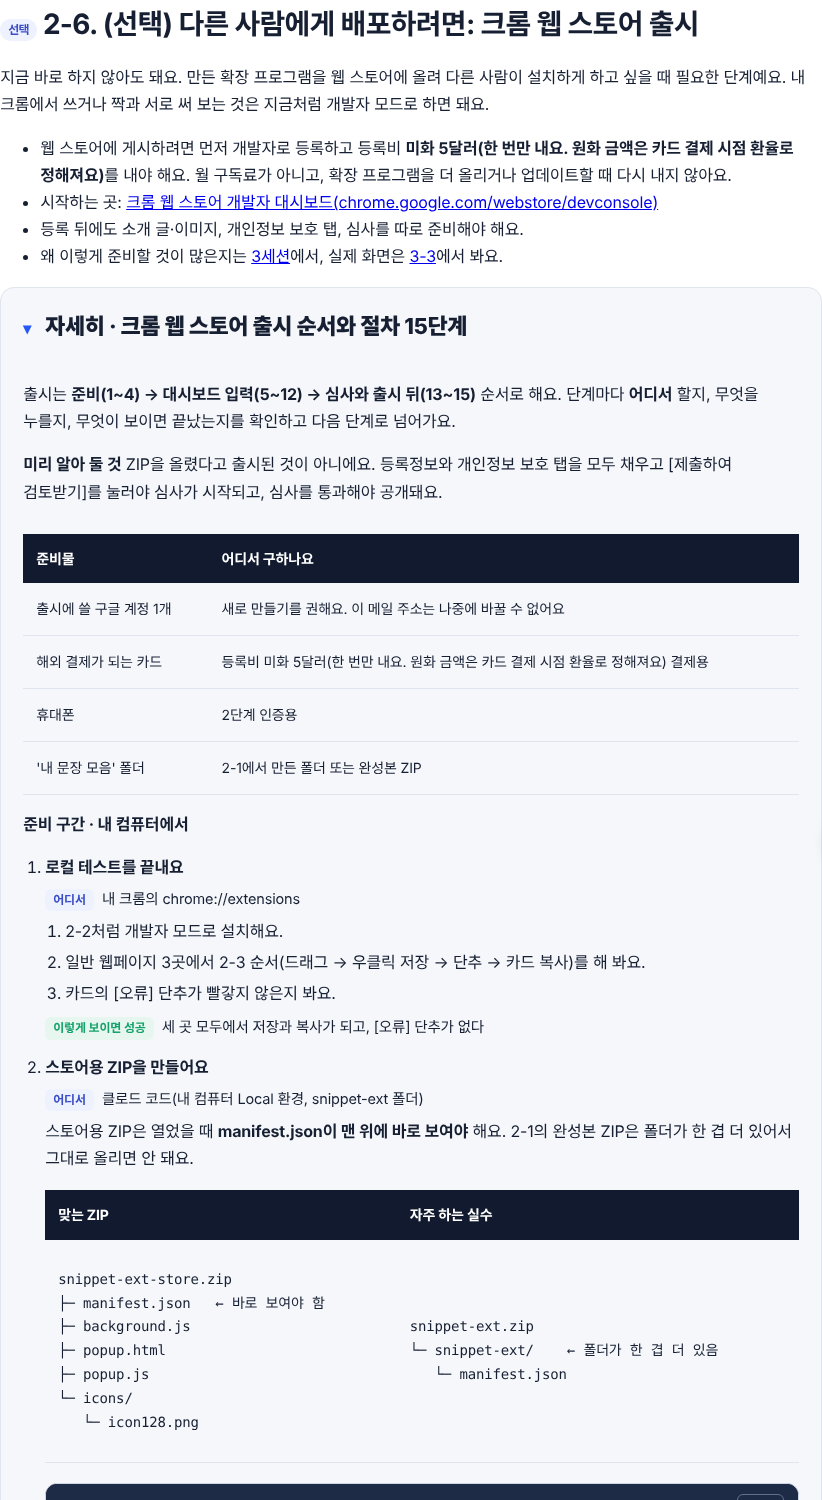 선택 2-6. (선택) 다른 사람에게 배포하려면: 크롬 웹 스토어 출시
지금 바로 하지 않아도 돼요. 만든 확장 프로그램을 웹 스토어에 올려 다른 사람이 설치하게 하고 싶을 때 필요한 단계예요. 내
크롬에서 쓰거나 짝과 서로 써 보는 것은 지금처럼 개발자 모드로 하면 돼요.
• 웹 스토어에 게시하려면 먼저 개발자로 등록하고 등록비 미화 5달러(한 번만 내요. 원화 금액은 카드 결제 시점 환율로
정해져요)를 내야 해요. 월 구독료가 아니고, 확장 프로그램을 더 올리거나 업데이트할 때 다시 내지 않아요.
• 시작하는 곳: 크롬 웹 스토어 개발자 대시보드(chrome.google.com/webstore/devconsole)
• 등록 뒤에도 소개 글·이미지, 개인정보 보호 탭, 심사를 따로 준비해야 해요.
• 왜 이렇게 준비할 것이 많은지는 3세션에서, 실제 화면은 3-3에서 봐요.
▼ 자세히 · 크롬 웹 스토어 출시 순서와 절차 15단계
출시는 준비(1~4) → 대시보드 입력(5~12) → 심사와 출시 뒤(13~15) 순서로 해요. 단계마다 어디서 할지, 무엇을
누를지, 무엇이 보이면 끝났는지를 확인하고 다음 단계로 넘어가요.
미리 알아 둘 것 ZIP을 올렸다고 출시된 것이 아니에요. 등록정보와 개인정보 보호 탭을 모두 채우고 [제출하여
검토받기]를 눌러야 심사가 시작되고, 심사를 통과해야 공개돼요.
준비물 어디서 구하나요
출시에 쓸 구글 계정 1개 새로 만들기를 권해요. 이 메일 주소는 나중에 바꿀 수 없어요
해외 결제가 되는 카드 등록비 미화 5달러(한 번만 내요. 원화 금액은 카드 결제 시점 환율로 정해져요) 결제용
휴대폰 2단계 인증용
'내 문장 모음' 폴더 2-1에서 만든 폴더 또는 완성본 ZIP
준비 구간 · 내 컴퓨터에서
1. 로컬 테스트를 끝내요
어디서 내 크롬의 chrome://extensions
1. 2-2처럼 개발자 모드로 설치해요.
2. 일반 웹페이지 3곳에서 2-3 순서(드래그 → 우클릭 저장 → 단추 → 카드 복사)를 해 봐요.
3. 카드의 [오류] 단추가 빨갛지 않은지 봐요.
이렇게 보이면 성공 세 곳 모두에서 저장과 복사가 되고, [오류] 단추가 없다
2. 스토어용 ZIP을 만들어요
어디서 클로드 코드(내 컴퓨터 Local 환경, snippet-ext 폴더)
스토어용 ZIP은 열었을 때 manifest.json이 맨 위에 바로 보여야 해요. 2-1의 완성본 ZIP은 폴더가 한 겹 더 있어서
그대로 올리면 안 돼요.
맞는 ZIP 자주 하는 실수
snippet-ext-store.zip
├─ manifest.json ← 바로 보여야 함
├─ background.js
├─ popup.html
├─ popup.js
└─ icons/
└─ icon128.png
snippet-ext.zip
└─ snippet-ext/ ← 폴더가 한 겹 더 있음
└─ manifest.json